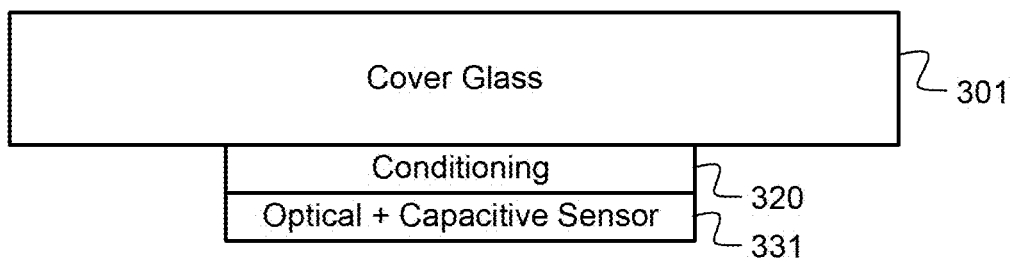 Cover Glass
301
Conditioning
320
Optical + Capacitive Sensor
331